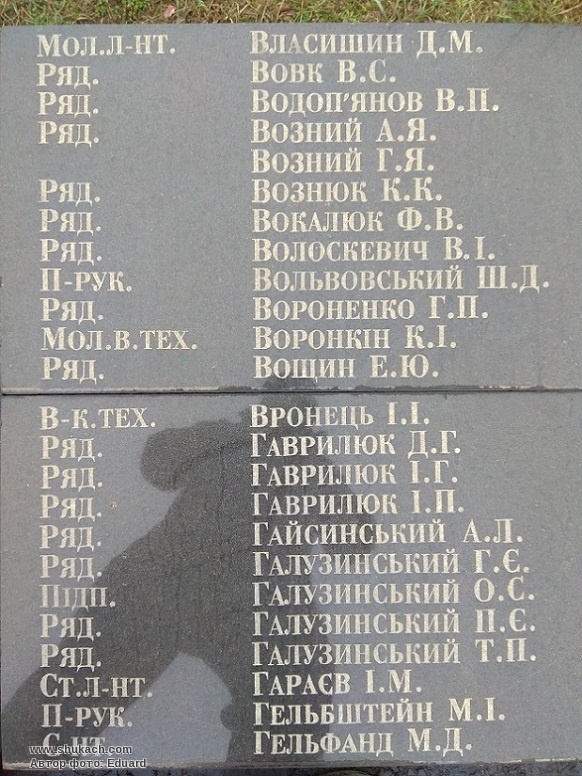 Мол.л-нт. Власишин Д.М.
Ряд. Вовк В.С.
Ряд. Водоп'янов В.П.
Ряд. Возний А.Я.
Возний Г.Я.
Ряд. Вознюк К.К.
Ряд. Вокалюк Ф.В.
Ряд. Волоскевич В.І.
П-рук. Вольвовський Ш.Д.
Ряд. Вороненко Г.П.
Мол.в.тех. Воронкін К.І.
Ряд. Вощин Е.Ю.
В-к.тех. Вронець І.І.
Ряд. Гаврилюк Д.Г.
Ряд. Гаврилюк І.Г.
Ряд. Гаврилюк І.П.
Ряд. Гайсинський А.Л.
Ряд. Галузинський Г.Є.
Підп. Галузинський О.С.
Ряд. Галузинський П.Є.
Ряд. Галузинський Т.П.
Ст.л-нт. Гараєв І.М.
П-рук. Гельбштейн М.І.
С-нт. Гельфанд М.Д.
www.shukach.com
Автор фото: Eduard